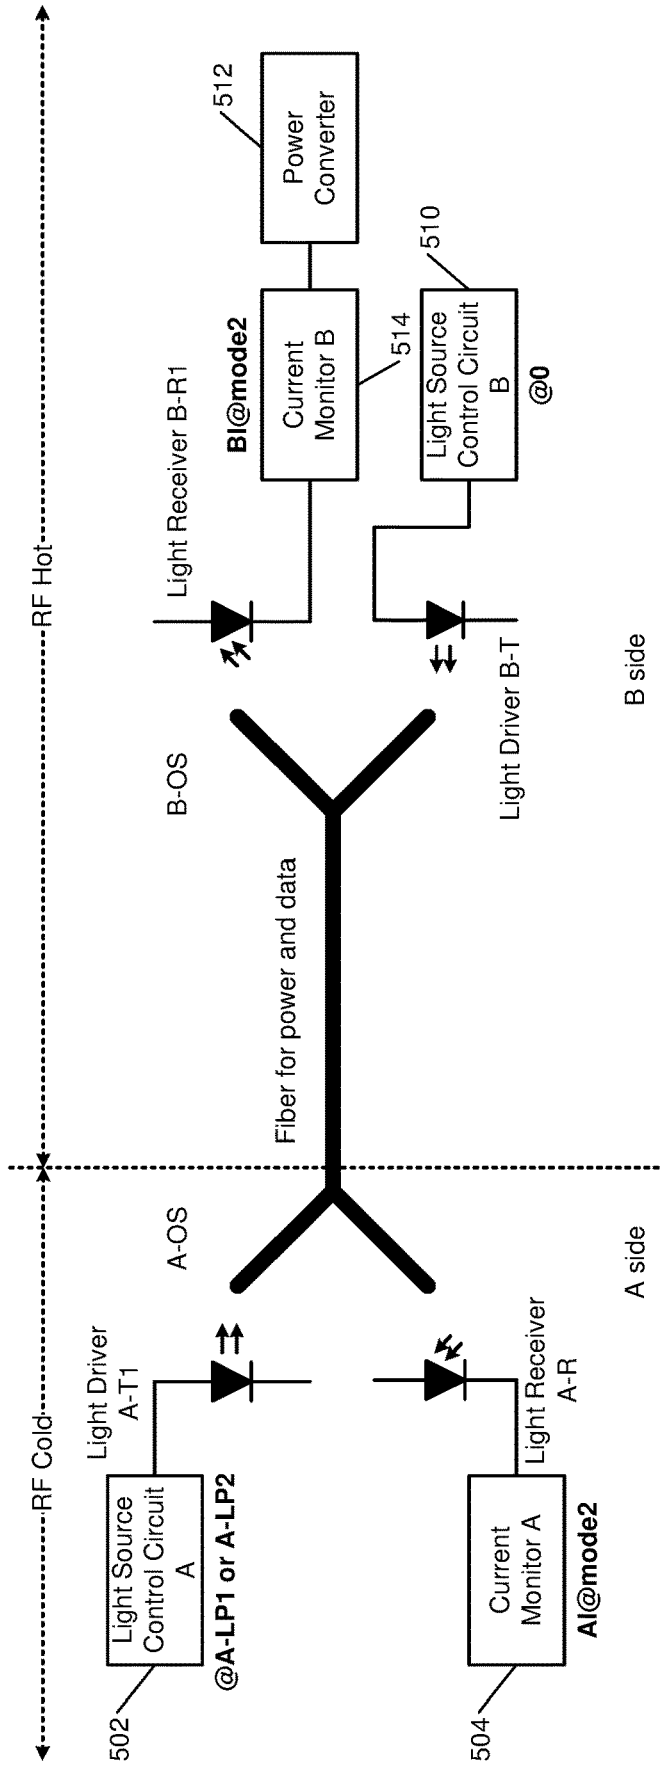 RF Cold
RF Hot
Light Source
Control Circuit
A
502
@A-LP1 or A-LP2
Light Driver
A-T1
A-OS
Current
Monitor A
504
AI@mode2
Light Receiver
A-R
A side
Fiber for power and data
B-OS
Light Receiver B-R1
BI@mode2
Current
Monitor B
514
Power
Converter
512
Light Source
Control Circuit
B
510
@0
Light Driver B-T
B side